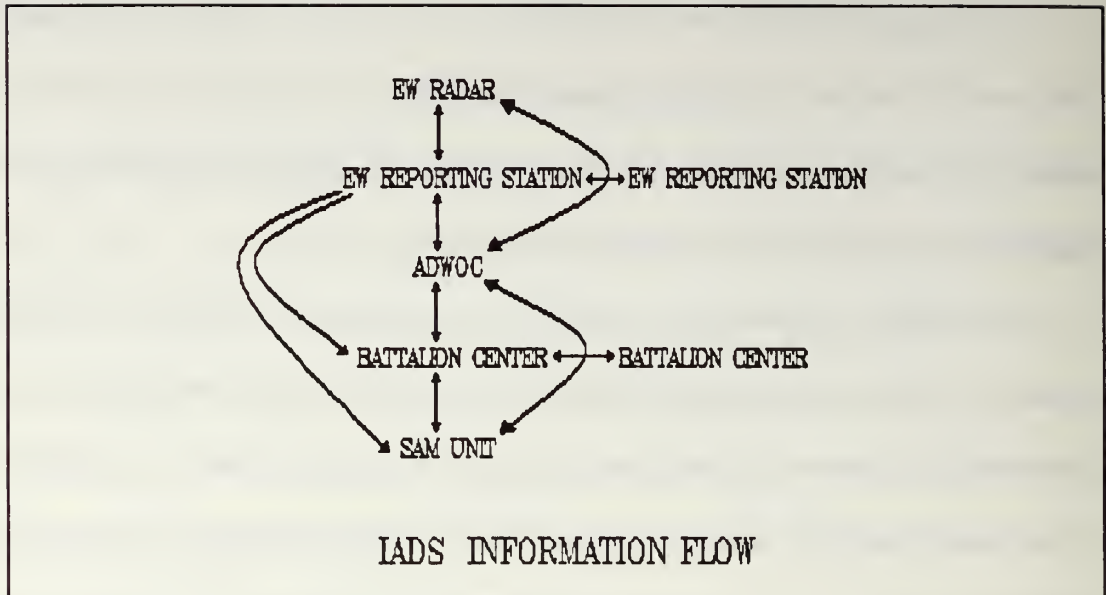 EW RADAR
EW REPORTING STATION EW REPORTING STATION
ADWOC
BATTALION CENTER BATTALION CENTER
SAM UNIT
IADS INFORMATION FLOW